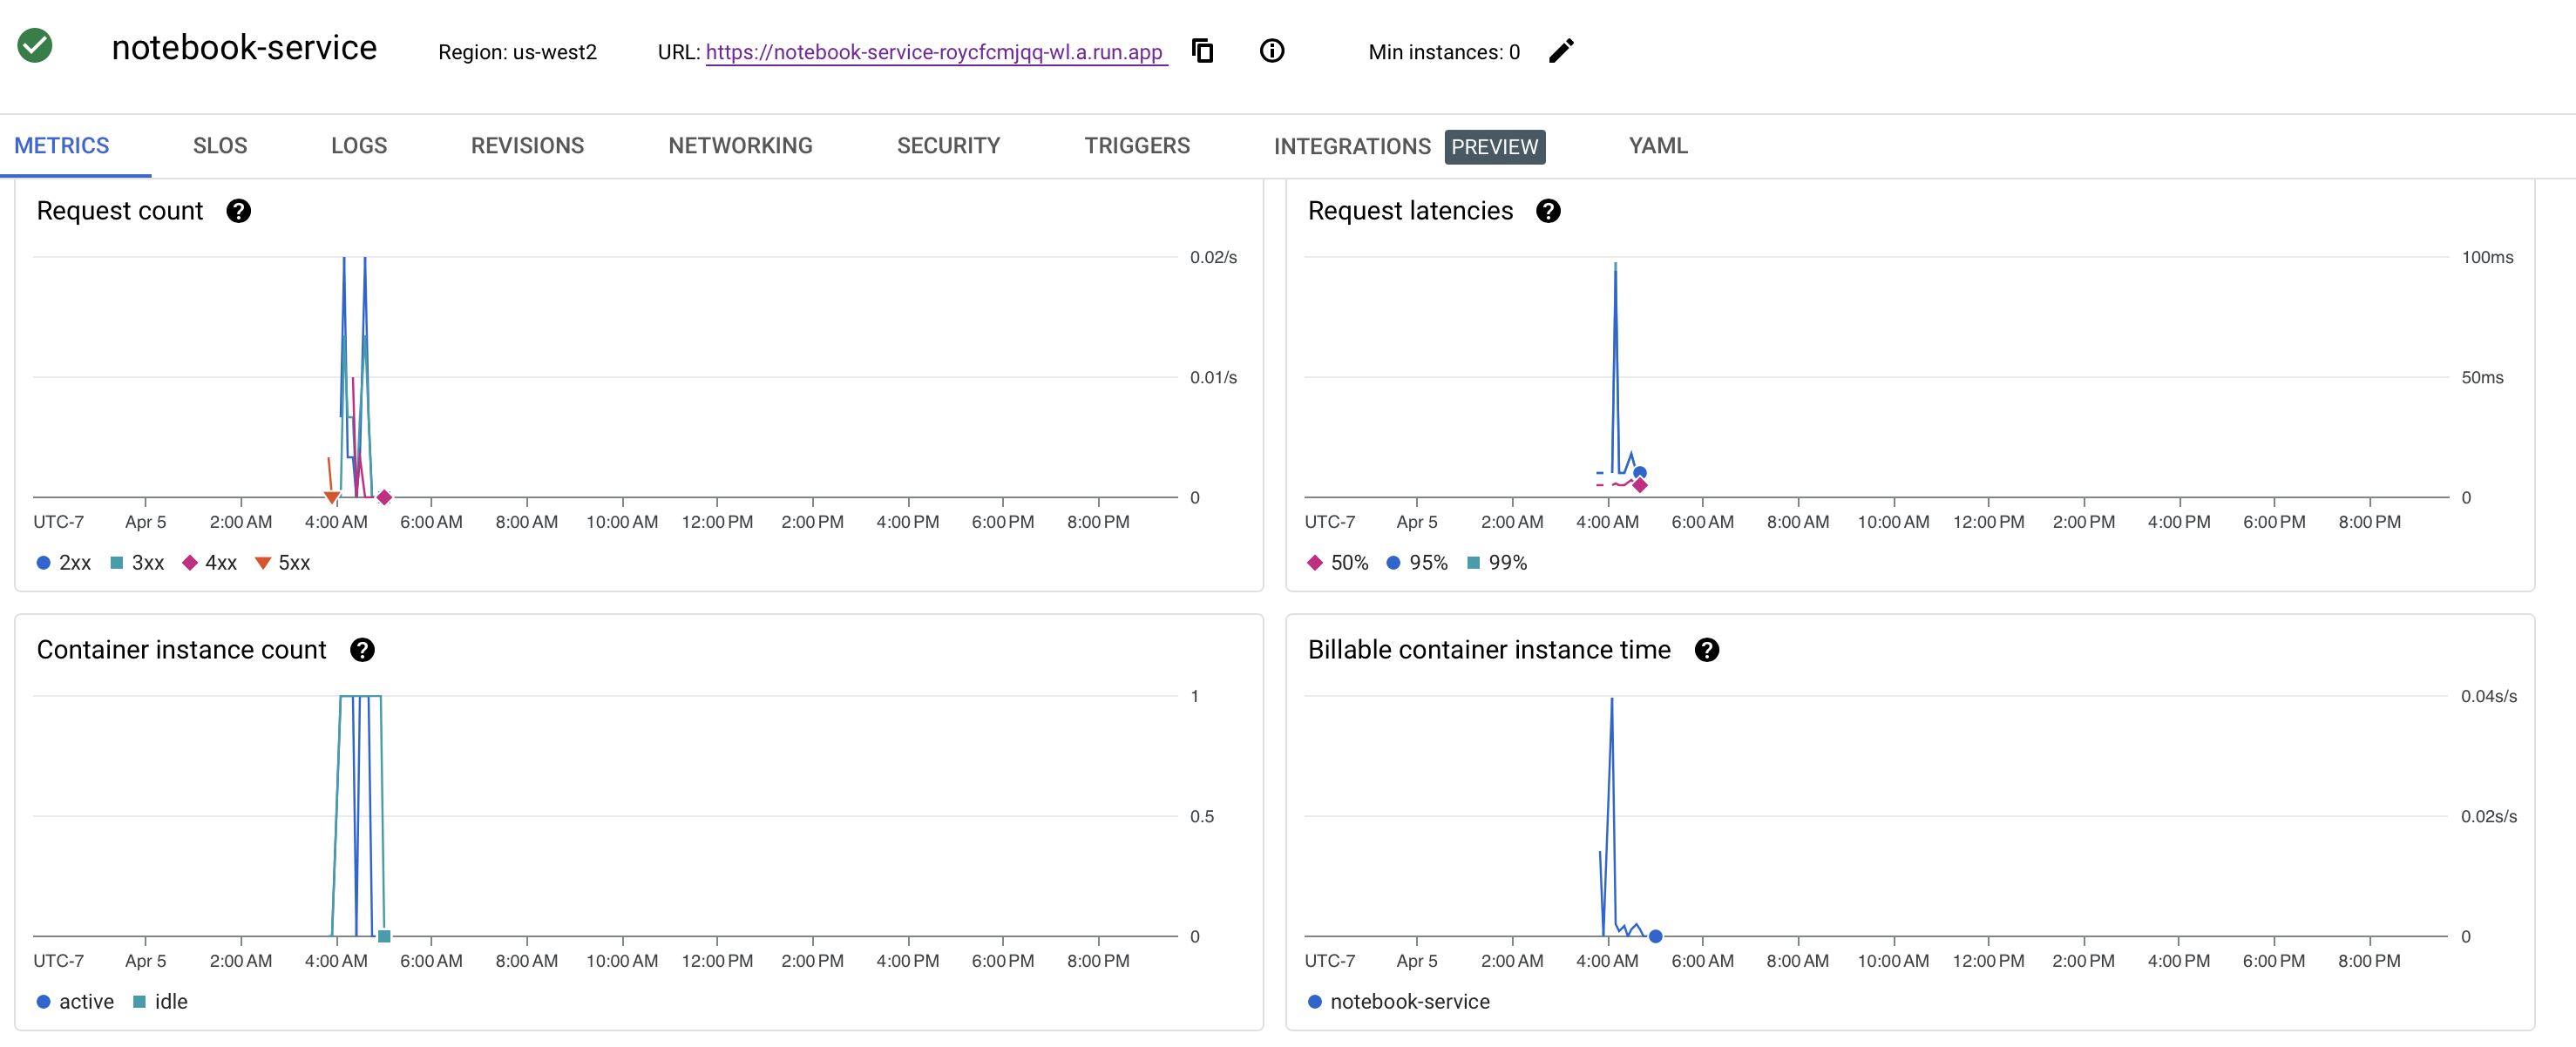 notebook-service Region: us-west2 URL: https://notebook-service-roycfcmjqq-wl.a.run.app Min instances: 0
METRICS SLOS LOGS REVISIONS NETWORKING SECURITY TRIGGERS INTEGRATIONS PREVIEW YAML
Request count
0.02/s
0.01/s
0
UTC-7 Apr 5 2:00 AM 4:00 AM 6:00 AM 8:00 AM 10:00 AM 12:00 PM 2:00 PM 4:00 PM 6:00 PM 8:00 PM
2xx 3xx 4xx 5xx
Request latencies
100ms
50ms
0
UTC-7 Apr 5 2:00 AM 4:00 AM 6:00 AM 8:00 AM 10:00 AM 12:00 PM 2:00 PM 4:00 PM 6:00 PM 8:00 PM
50% 95% 99%
Container instance count
1
0.5
0
UTC-7 Apr 5 2:00 AM 4:00 AM 6:00 AM 8:00 AM 10:00 AM 12:00 PM 2:00 PM 4:00 PM 6:00 PM 8:00 PM
active idle
Billable container instance time
0.04s/s
0.02s/s
0
UTC-7 Apr 5 2:00 AM 4:00 AM 6:00 AM 8:00 AM 10:00 AM 12:00 PM 2:00 PM 4:00 PM 6:00 PM 8:00 PM
notebook-service